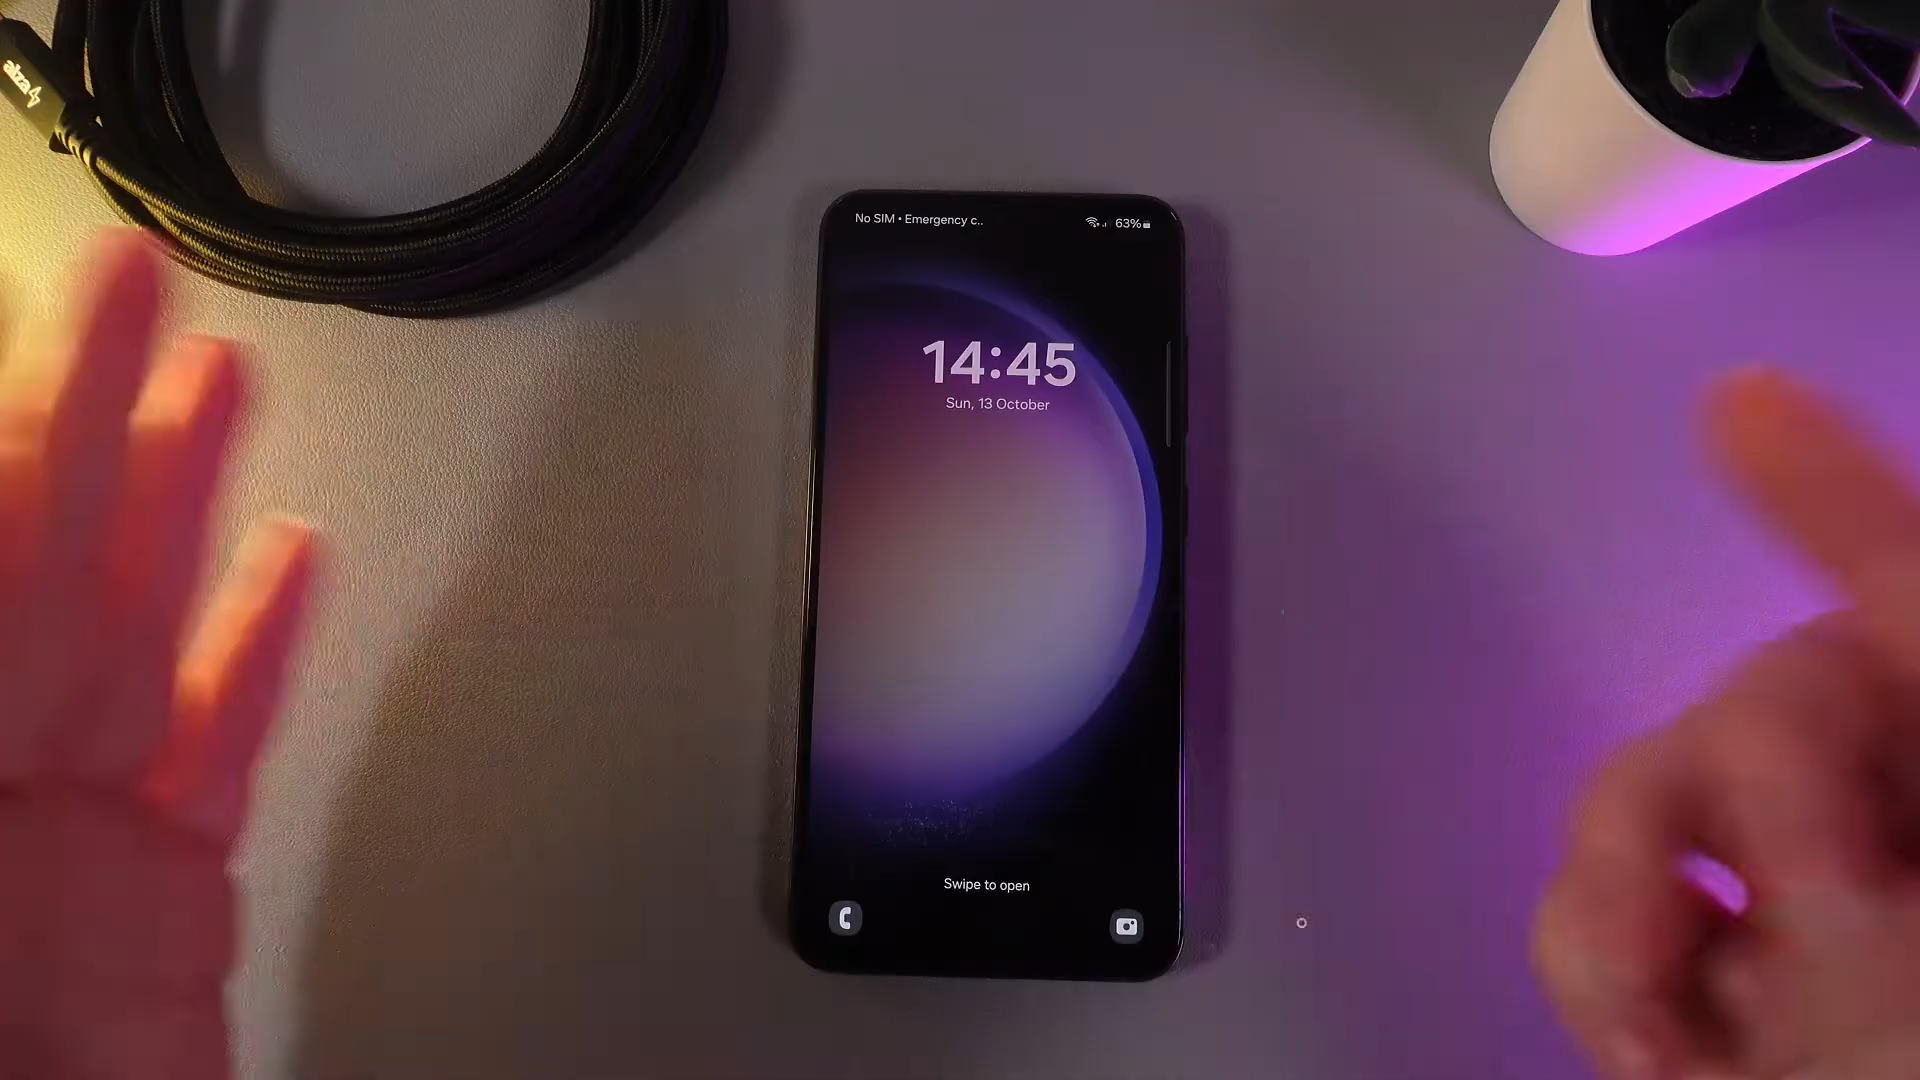 alza
No SIM • Emergency c..
63%
14:45
Sun, 13 October
Swipe to open